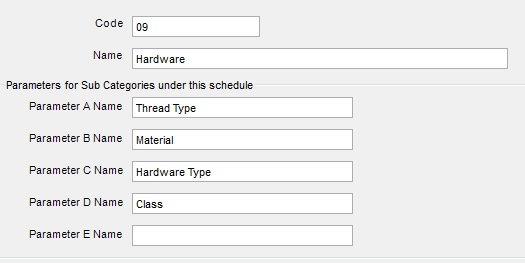 Code 09
Name Hardware
Parameters for Sub Categories under this schedule
Parameter A Name Thread Type
Parameter B Name Material
Parameter C Name Hardware Type
Parameter D Name Class
Parameter E Name